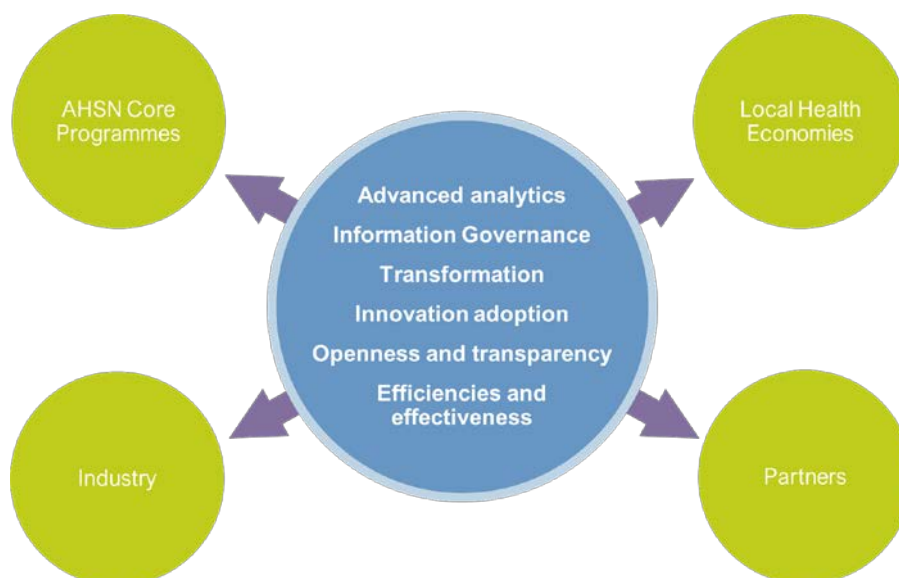 AHSN Core
Programmes
Local Health
Economies
Advanced analytics
Information Governance
Transformation
Innovation adoption
Openness and transparency
Efficiencies and
effectiveness
Industry
Partners